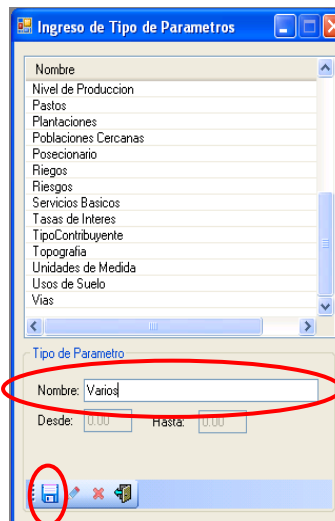 Ingreso de Tipo de Parametros
Nombre
Nivel de Produccion
Pastos
Plantaciones
Poblaciones Cercanas
Posecionario
Riegos
Riesgos
Servicios Basicos
Tasas de Interes
TipoContribuyente
Topografia
Unidades de Medida
Usos de Suelo
Vias
Tipo de Parametro
Nombre: Varios
Desde: 0.00 Hasta: 0.00